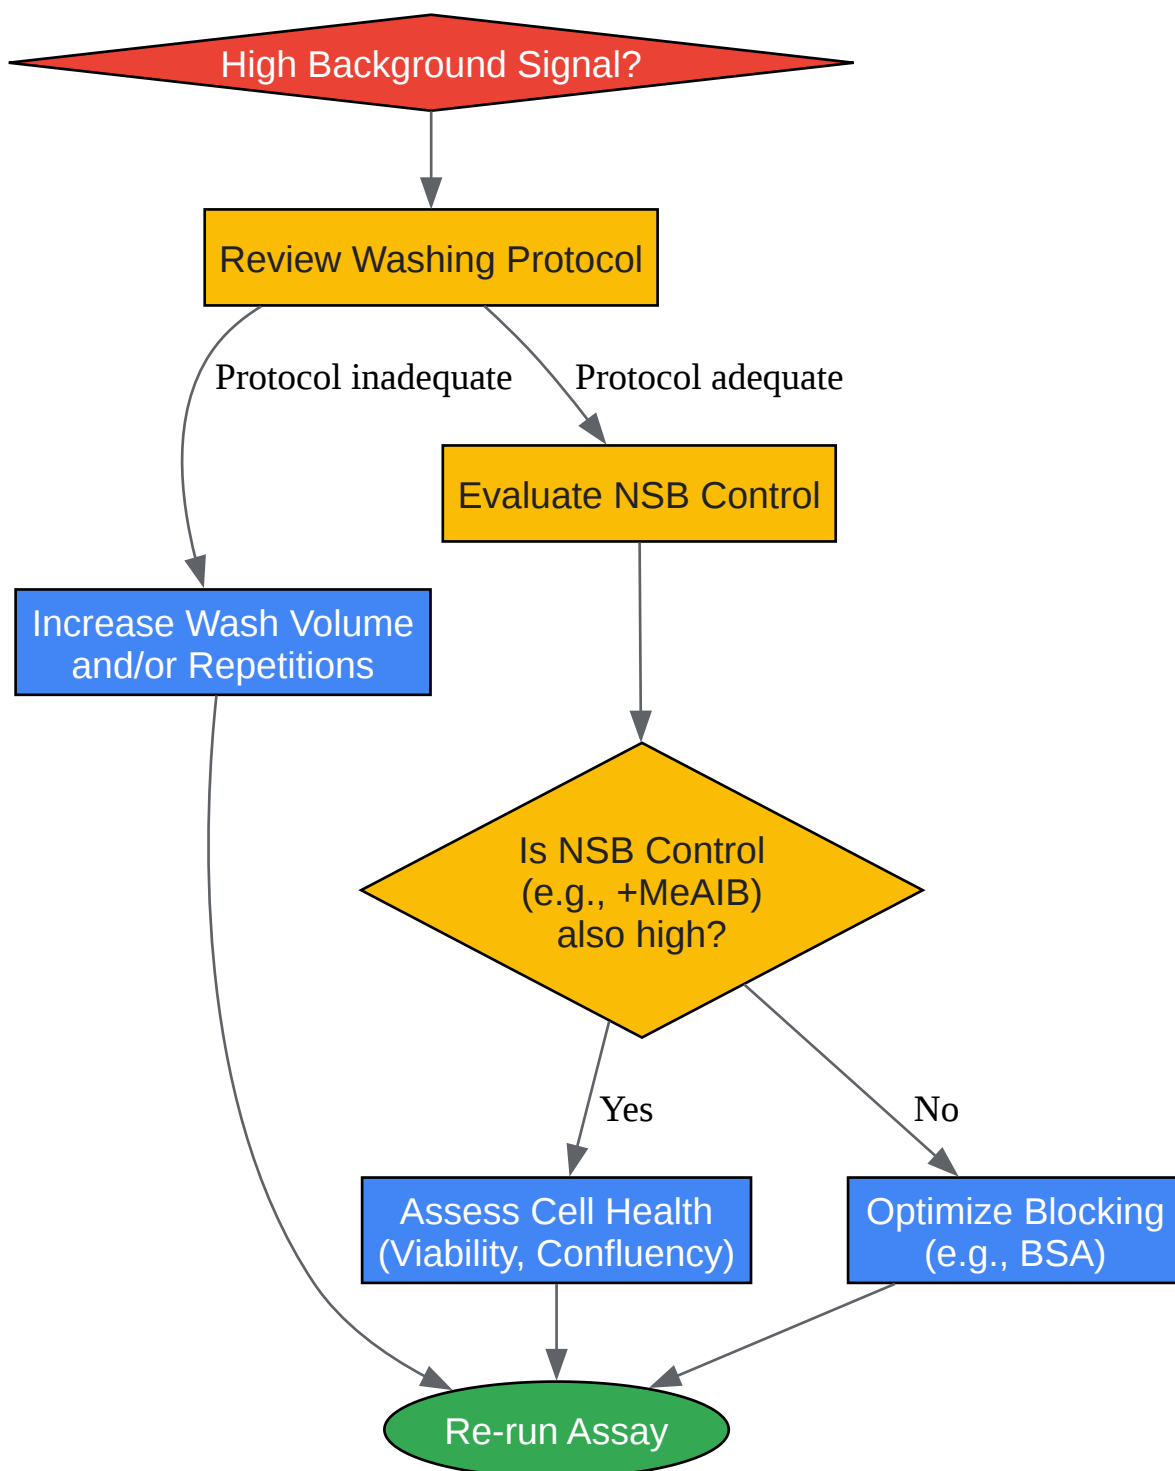 High Background Signal?
Review Washing Protocol
Protocol inadequate
Protocol adequate
Evaluate NSB Control
Increase Wash Volume
and/or Repetitions
Is NSB Control
(e.g., +MeAIB)
also high?
Yes
No
Assess Cell Health
(Viability, Confluency)
Optimize Blocking
(e.g., BSA)
Re-run Assay